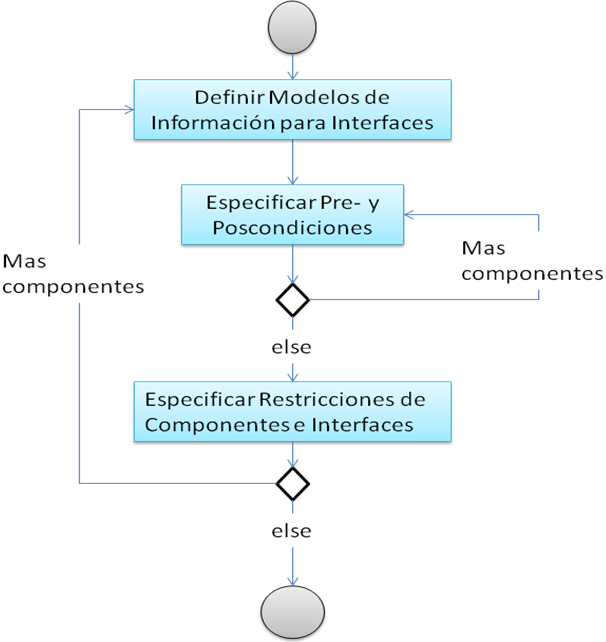 Definir Modelos de
Información para Interfaces
Especificar Pre- y
Poscondiciones
Mas
componentes
Mas
componentes
else
Especificar Restricciones de
Componentes e Interfaces
else